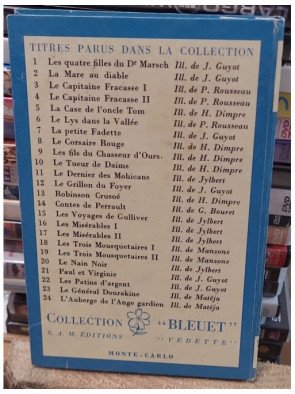 TITRES PARUS DANS LA COLLECTION
1 Les quatre filles du Dr Marsch Ill. de J. Guyot
2 La Mare au diable Ill. de J. Guyot
3 Le Capitaine Fracasse I Ill. de P. Rousseau
4 Le Capitaine Fracasse II Ill. de P. Rousseau
5 La Case de l'oncle Tom Ill. de H. Dimpre
6 Le Lys dans la Vallée Ill. de P. Rousseau
7 La petite Fadette Ill. de J. Guyot
8 Le Corsaire Rouge Ill. de H. Dimpre
9 Les fils du Chasseur d'Ours Ill. de H. Dimpre
10 Le Tueur de Daims Ill. de H. Dimpre
11 Le Dernier des Mohicans Ill. de Jylbert
12 Le Grillon du Foyer Ill. de J. Guyot
13 Robinson Crusoé Ill. de H. Dimpre
14 Contes de Perrault Ill. de G. Bouret
15 Les Voyages de Gulliver Ill. de Jylbert
16 Les Misérables I Ill. de Jylbert
17 Les Misérables II Ill. de Jylbert
18 Les Trois Mousquetaires I Ill. de Manzone
19 Les Trois Mousquetaires II Ill. de Manzone
20 Le Nain Noir Ill. de Jylbert
21 Paul et Virginie Ill. de Matéja
22 Les Patins d'argent Ill. de J. Guyot
23 Le Général Dourakine Ill. de Matéja
24 L'Auberge de l'Ange gardien Ill. de Matéja
COLLECTION "BLEUET"
S. A. M. ÉDITIONS "VEDETTE"
MONTE-CARLO